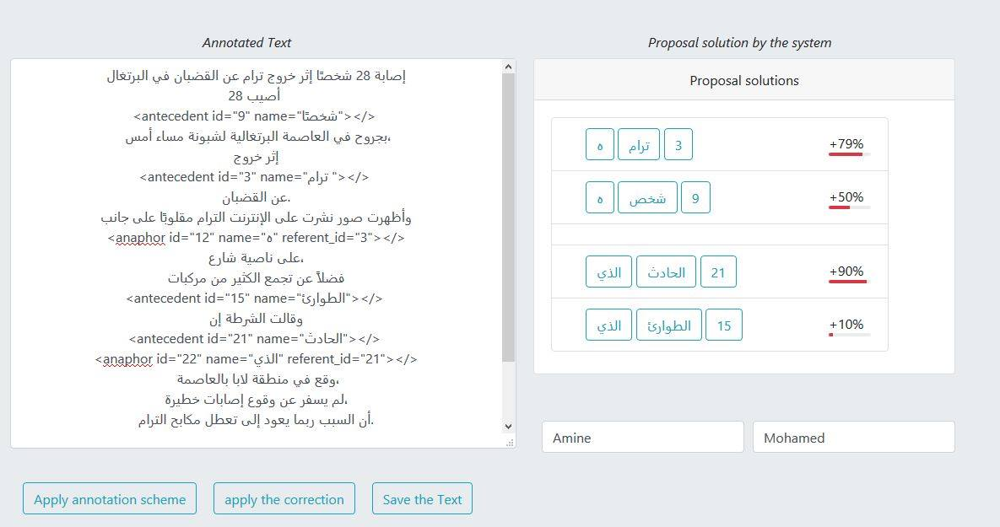 Annotated Text
إصابة 28 شخصًا إثر خروج ترام عن القضبان في البرتغال
أصيب 28
<antecedent id="9" name="شخصًا"></>
بجروح في العاصمة البرتغالية لشبونة مساء أمس،
إثر خروج
<antecedent id="3" name="ترام "></>
عن القضبان.
وأظهرت صور نشرت على الإنترنت الترام مقلوبًا على جانب
<anaphor id="12" name="ه" referent_id="3"></>
على ناصية شارع،
فضلاً عن تجمع الكثير من مركبات
<antecedent id="15" name="الطوارئ"></>
وقالت الشرطة إن
<antecedent id="21" name="الحادث"></>
<anaphor id="22" name="الذي" referent_id="21"></>
وقع في منطقة لابا بالعاصمة،
لم يسفر عن وقوع إصابات خطيرة،
أن السبب ربما يعود إلى تعطل مكابح الترام.
Apply annotation scheme
apply the correction
Save the Text
Proposal solution by the system
Proposal solutions
ه ترام 3 +79%
ه شخص 9 +50%
الذي الحادث 21 +90%
الذي الطوارئ 15 +10%
Amine
Mohamed